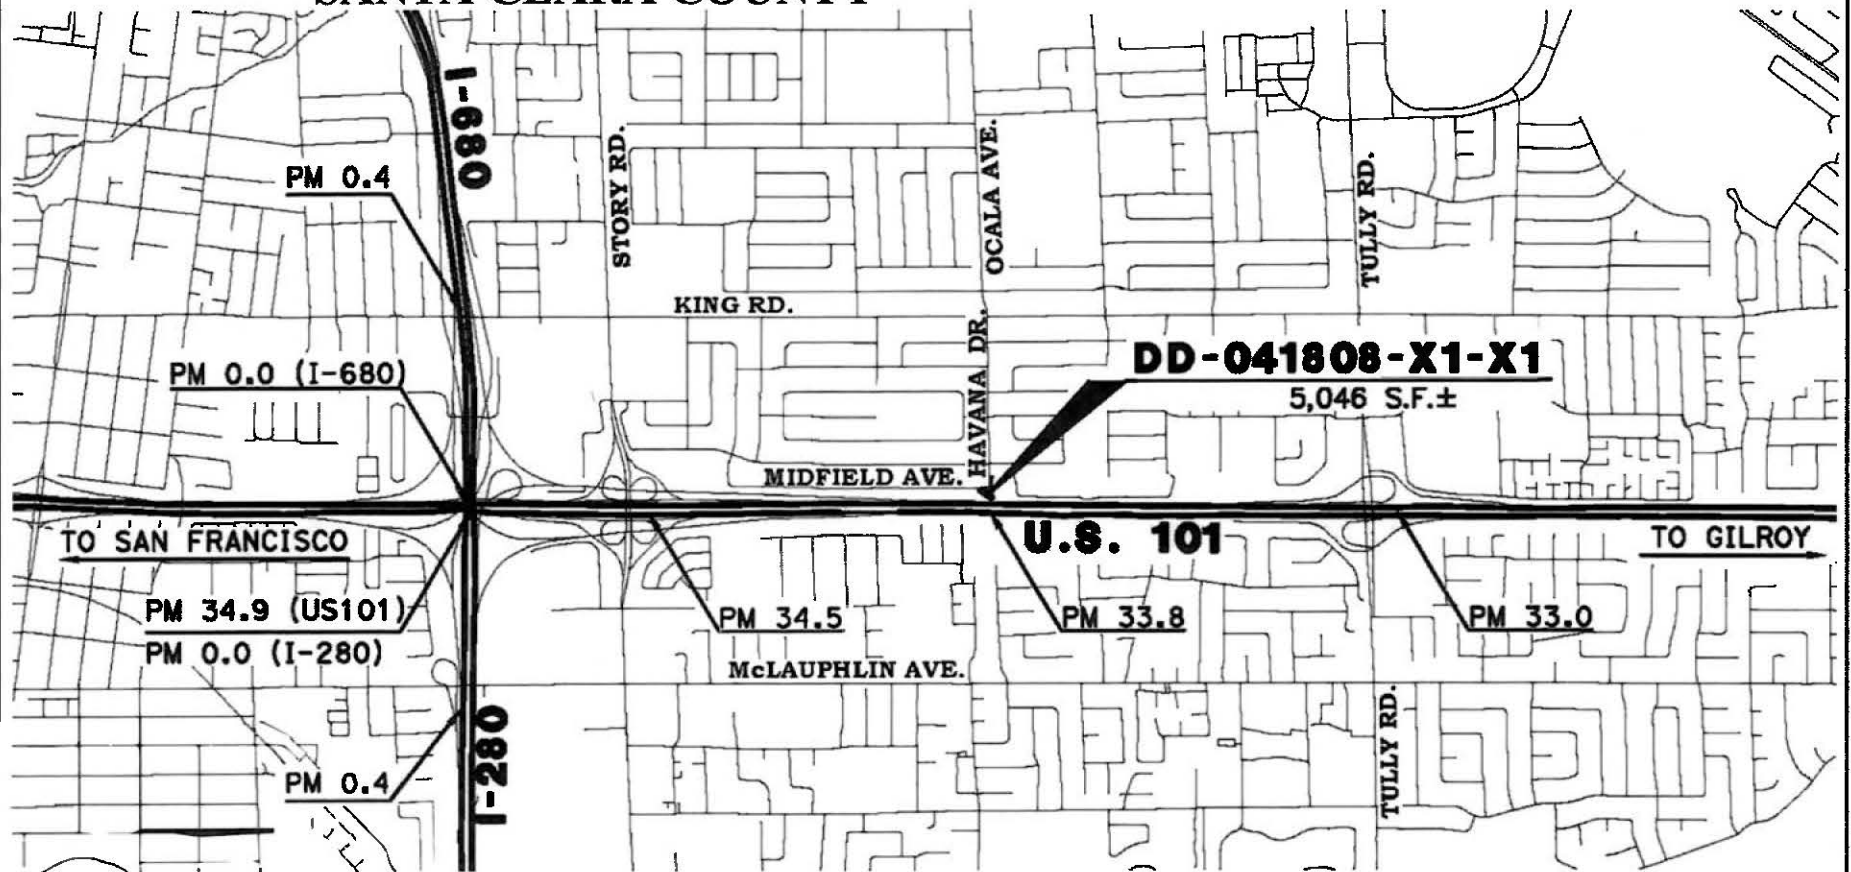 SANTA CLARA COUNTY
I-680
PM 0.4
STORY RD.
OCALA AVE.
TULLY RD.
KING RD.
HAVANA DR.
DD-041808-X1-X1
5,046 S.F.±
PM 0.0 (I-680)
MIDFIELD AVE.
TO SAN FRANCISCO
U.S. 101
TO GILROY
PM 34.9 (US101)
PM 0.0 (I-280)
PM 34.5
PM 33.8
PM 33.0
McLAUPHLIN AVE.
I-280
TULLY RD.
PM 0.4